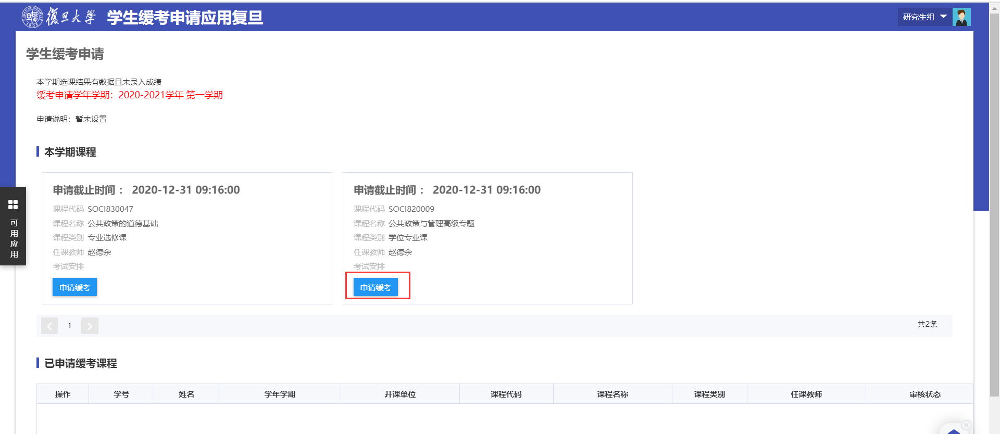 復旦大學 学生缓考申请应用复旦
研究生组
学生缓考申请
本学期选课结果有数据且未录入成绩
缓考申请学年学期：2020-2021学年 第一学期
申请说明：暂未设置
可用应用
本学期课程
申请截止时间 ： 2020-12-31 09:16:00
课程代码 SOCI830047
课程名称 公共政策的道德基础
课程类别 专业选修课
任课教师 赵德余
考试安排
申请缓考
申请截止时间 ： 2020-12-31 09:16:00
课程代码 SOCI820009
课程名称 公共政策与管理高级专题
课程类别 学位专业课
任课教师 赵德余
考试安排
申请缓考
1
共2条
已申请缓考课程
操作 学号 姓名 学年学期 开课单位 课程代码 课程名称 课程类别 任课教师 审核状态